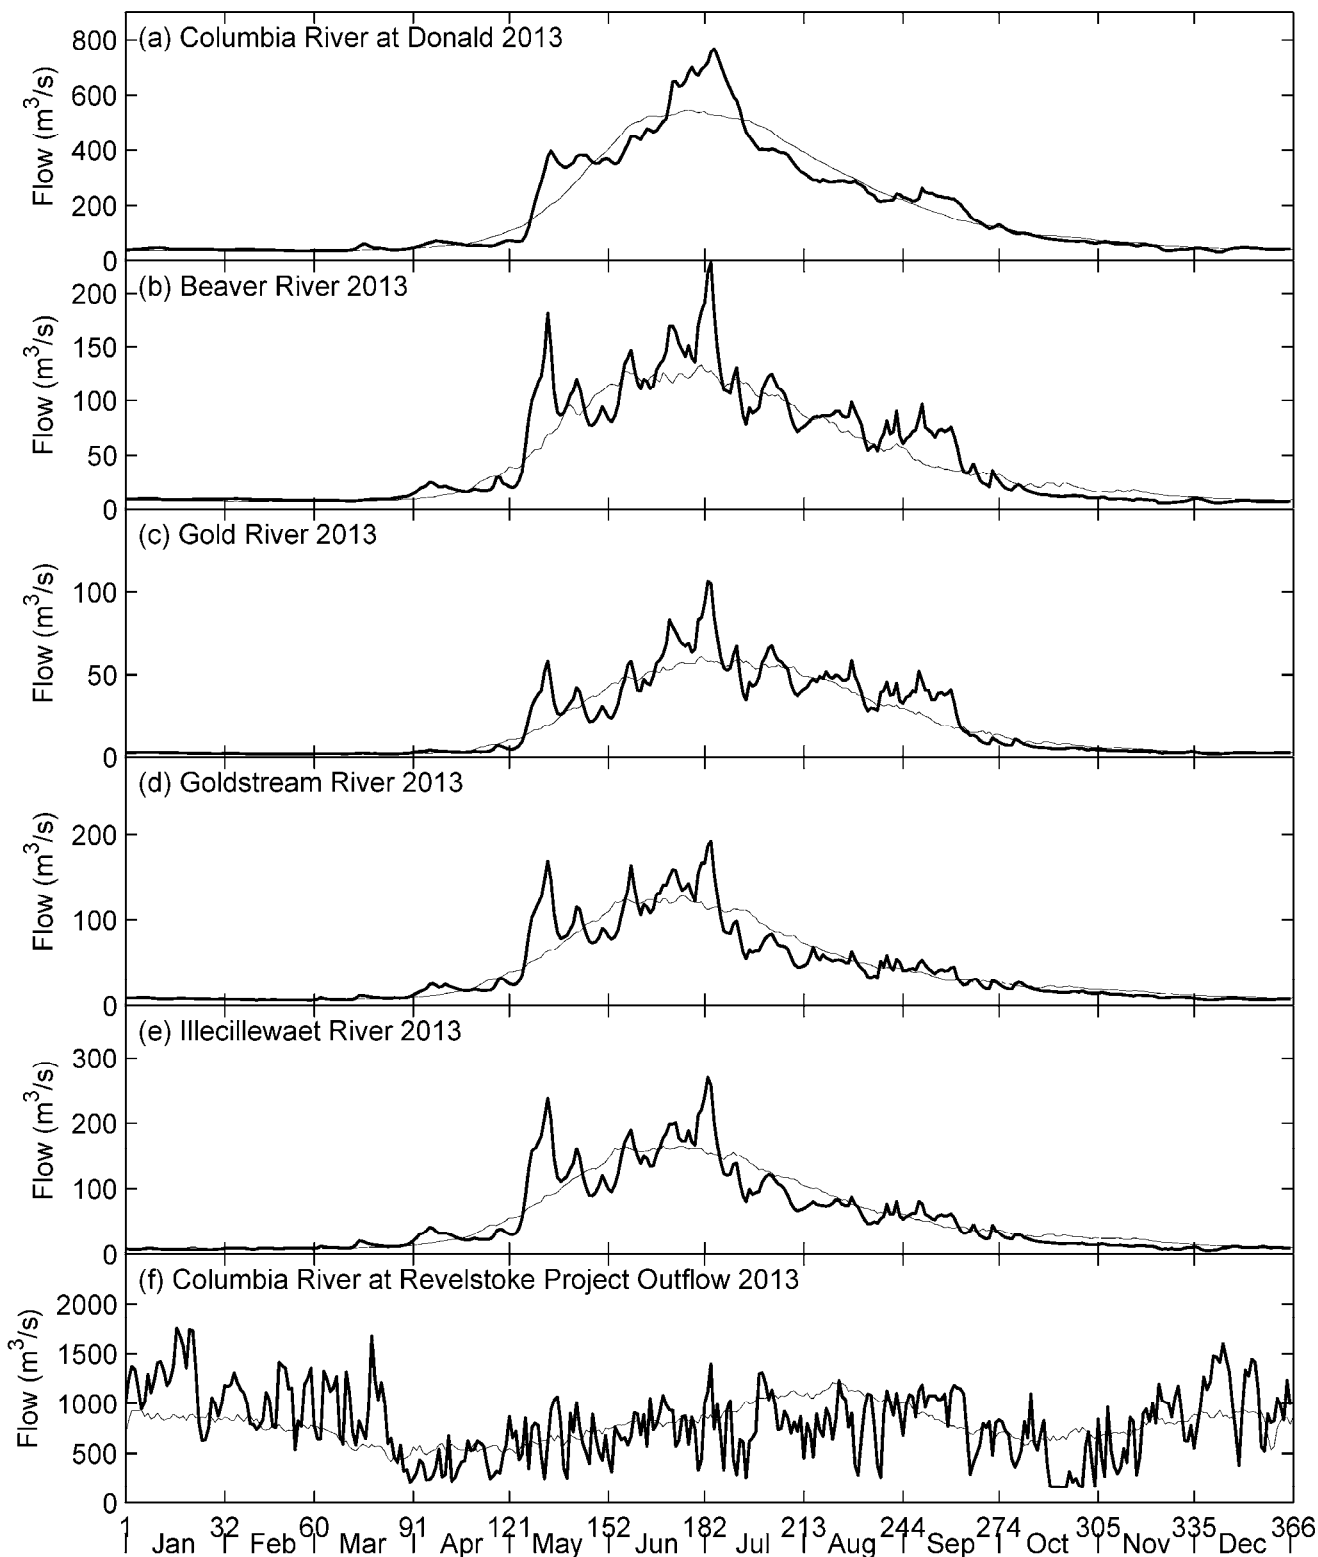 (a) Columbia River at Donald 2013
Flow (m3/s)
800
600
400
200
0
(b) Beaver River 2013
Flow (m3/s)
200
150
100
50
0
(c) Gold River 2013
Flow (m3/s)
100
50
0
(d) Goldstream River 2013
Flow (m3/s)
200
100
0
(e) Illecillewaet River 2013
Flow (m3/s)
300
200
100
0
(f) Columbia River at Revelstoke Project Outflow 2013
Flow (m3/s)
2000
1500
1000
500
0
1 32 60 91 121 152 182 213 244 274 305 335 366
Jan Feb Mar Apr May Jun Jul Aug Sep Oct Nov Dec